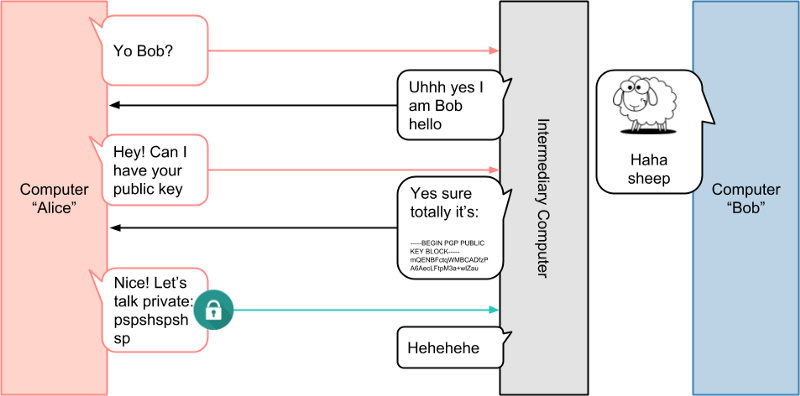 Yo Bob?
Uhhh yes I
am Bob
hello
Hey! Can I
have your
public key
Yes sure
totally it's:
-----BEGIN PGP PUBLIC
KEY BLOCK-----
mQENBFctqWMBCADfzP
A6AecLFtpM3a+wIZau
Nice! Let's
talk private:
pspshspsh
sp
Hehehehe
Haha
sheep
Computer
“Alice”
Intermediary Computer
Computer
“Bob”